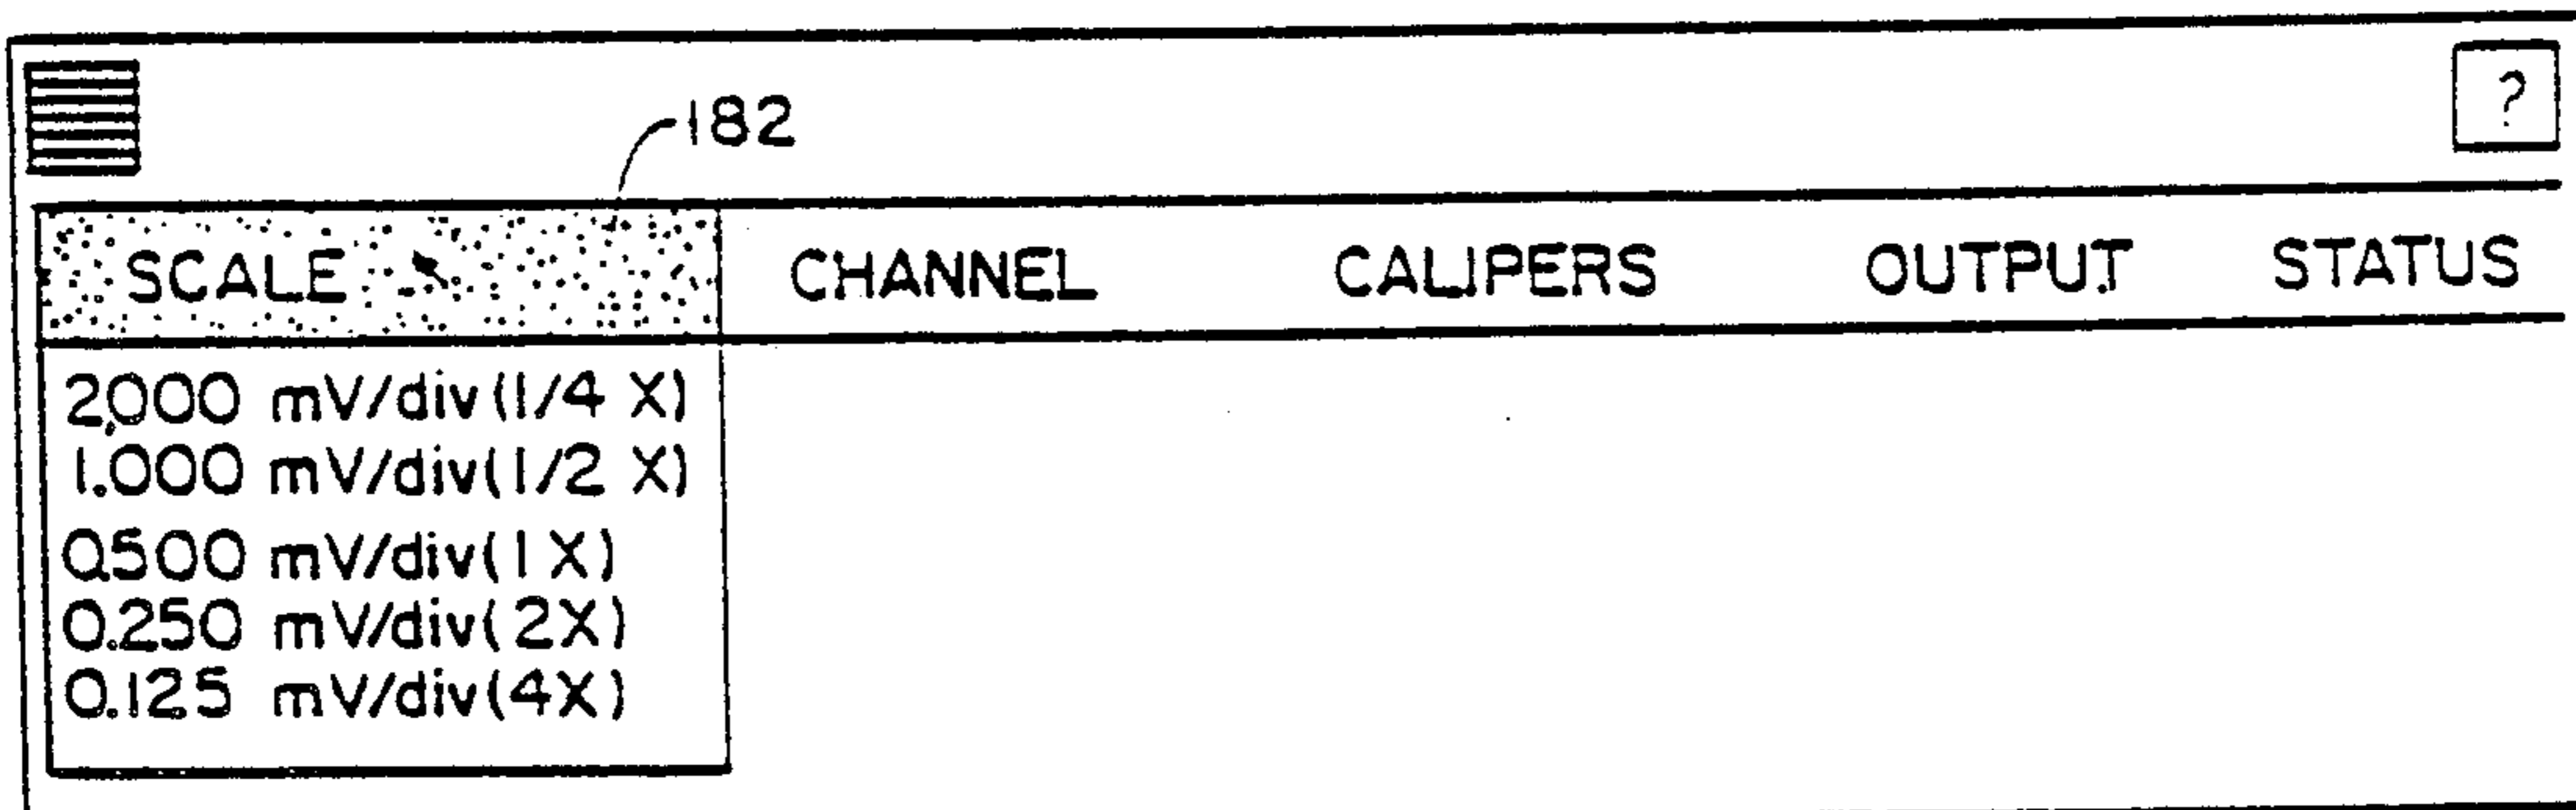 182
?
SCALE CHANNEL CALIPERS OUTPUT STATUS
2,000 mV/div(1/4 X)
1.000 mV/div(1/2 X)
0.500 mV/div(1X)
0.250 mV/div(2X)
0.125 mV/div(4X)